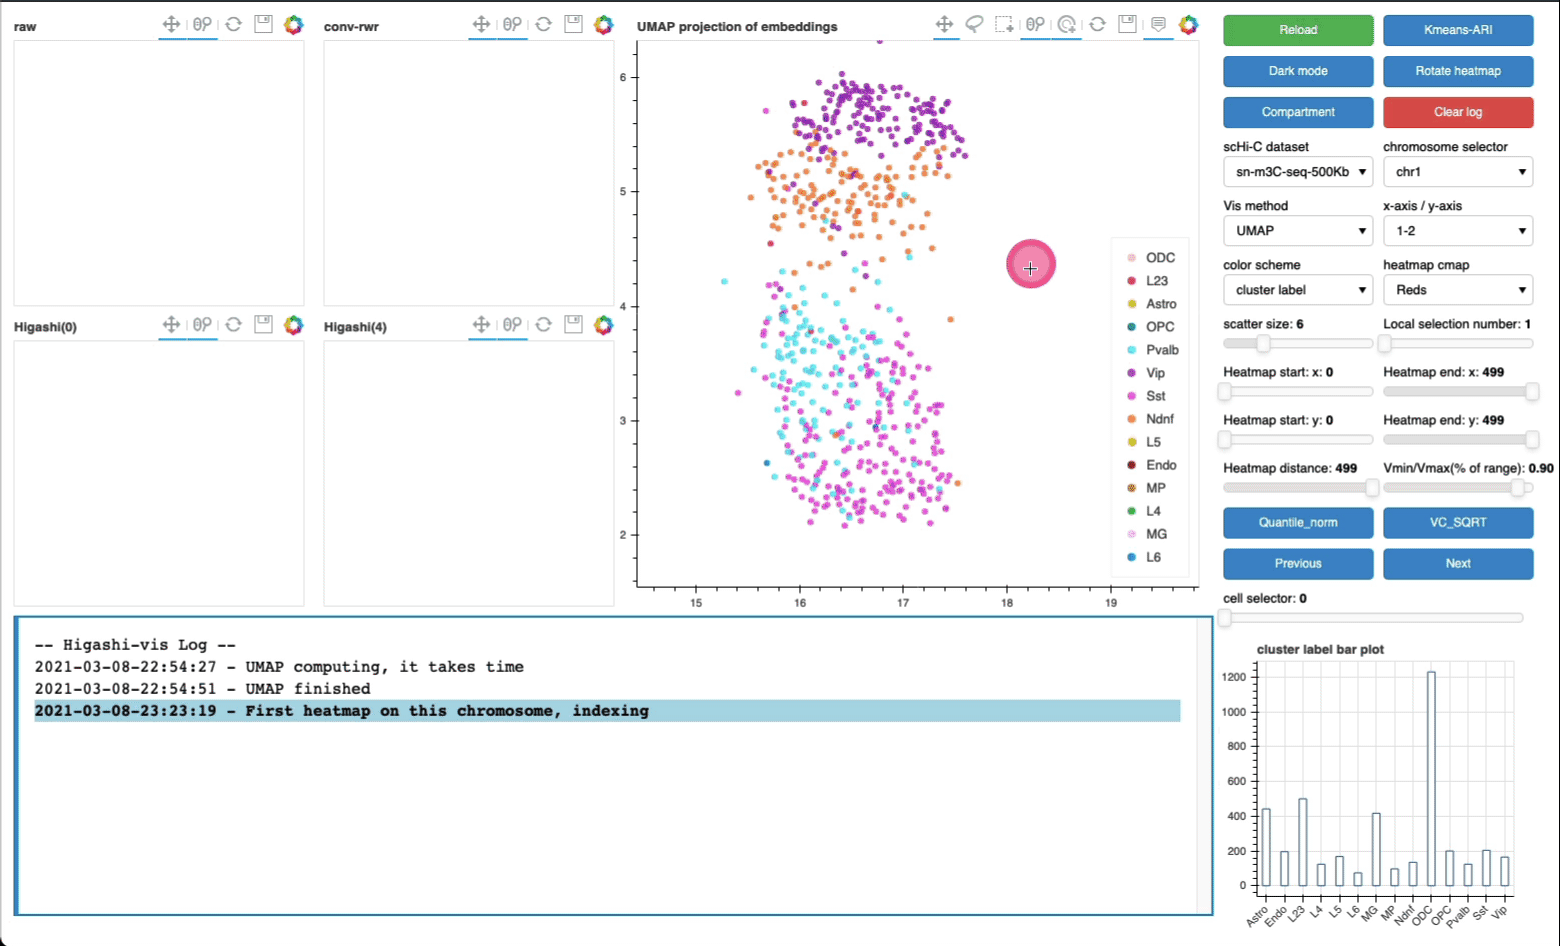 raw
conv-rwr
UMAP projection of embeddings
Reload
Kmeans-ARI
Dark mode
Rotate heatmap
Compartment
Clear log
scHi-C dataset
chromosome selector
sn-m3C-seq-500Kb
chr1
Vis method
x-axis / y-axis
UMAP
1-2
color scheme
heatmap cmap
cluster label
Reds
scatter size: 6
Local selection number: 1
Heatmap start: x: 0
Heatmap end: x: 499
Heatmap start: y: 0
Heatmap end: y: 499
Heatmap distance: 499
Vmin/Vmax(% of range): 0.90
Quantile_norm
VC_SQRT
Previous
Next
cell selector: 0
Higashi(0)
Higashi(4)
6
5
4
3
2
15
16
17
18
19
ODC
L23
Astro
OPC
Pvalb
Vip
Sst
Ndnf
L5
Endo
MP
L4
MG
L6
-- Higashi-vis Log --
2021-03-08-22:54:27 - UMAP computing, it takes time
2021-03-08-22:54:51 - UMAP finished
2021-03-08-23:23:19 - First heatmap on this chromosome, indexing
cluster label bar plot
1200
1000
800
600
400
200
0
Astro
Endo
L23
L4
L5
L6
MG
MP
Ndnf
ODC
OPC
Pvalb
Sst
Vip